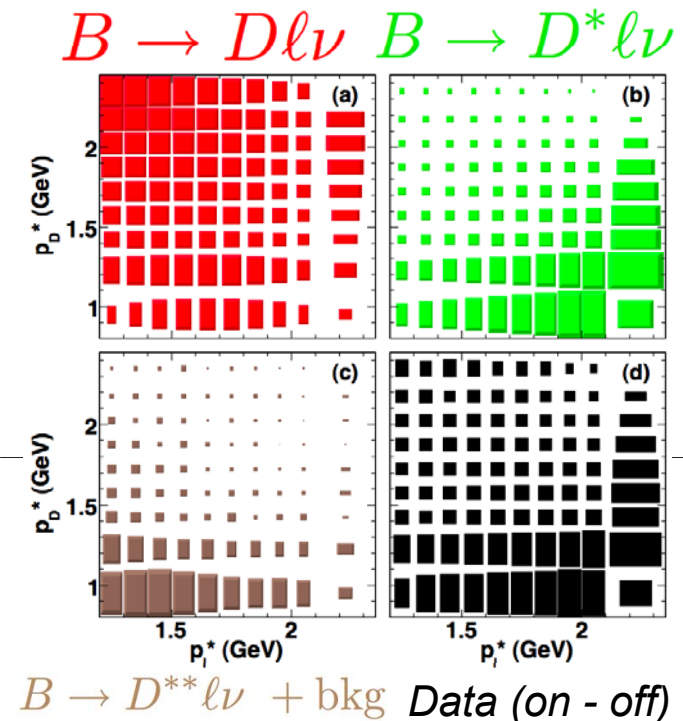 B → Dℓν B → D*ℓν
(a) (b)
2
1.5
1
p_D* (GeV)
(c) (d)
2
1.5
1
p_D* (GeV)
1.5 2 1.5 2
p_l* (GeV) p_l* (GeV)
B → D**ℓν + bkg Data (on - off)